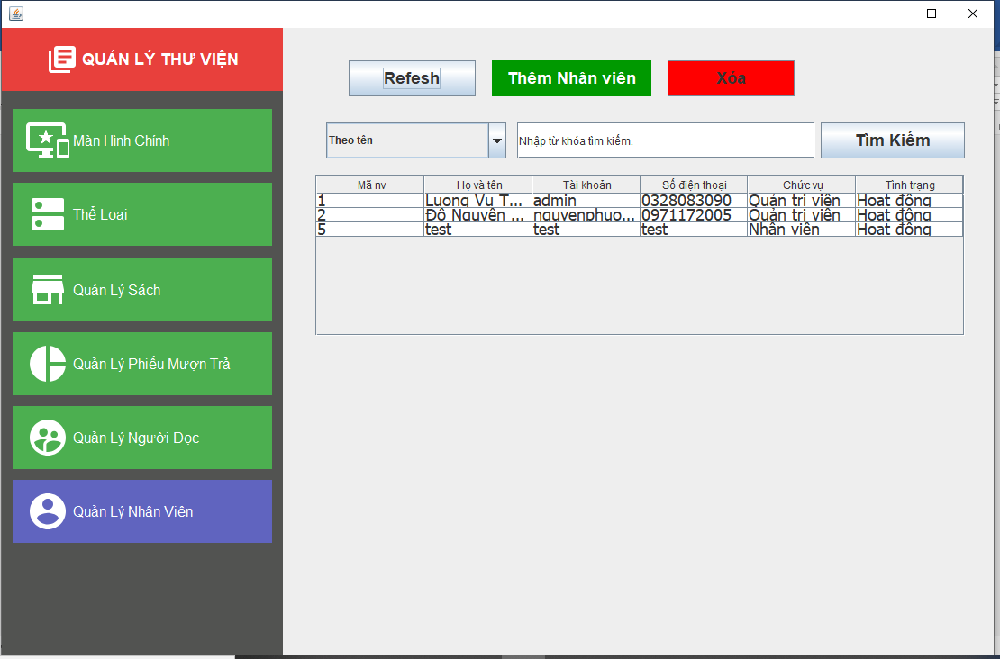 QUẢN LÝ THƯ VIỆN
Màn Hình Chính
Thể Loại
Quản Lý Sách
Quản Lý Phiếu Mượn Trả
Quản Lý Người Đọc
Quản Lý Nhân Viên
Refesh Thêm Nhân viên Xóa
Theo tên Nhập từ khóa tìm kiếm. Tìm Kiếm
Mã nv Họ và tên Tài khoản Số điện thoại Chức vụ Tình trạng
1 Luong Vu T... admin 0328083090 Quản trị viên Hoạt động
2 Đỗ Nguyên ... nguyenphuo... 0971172005 Quản trị viên Hoạt động
5 test test test Nhân viên Hoạt động